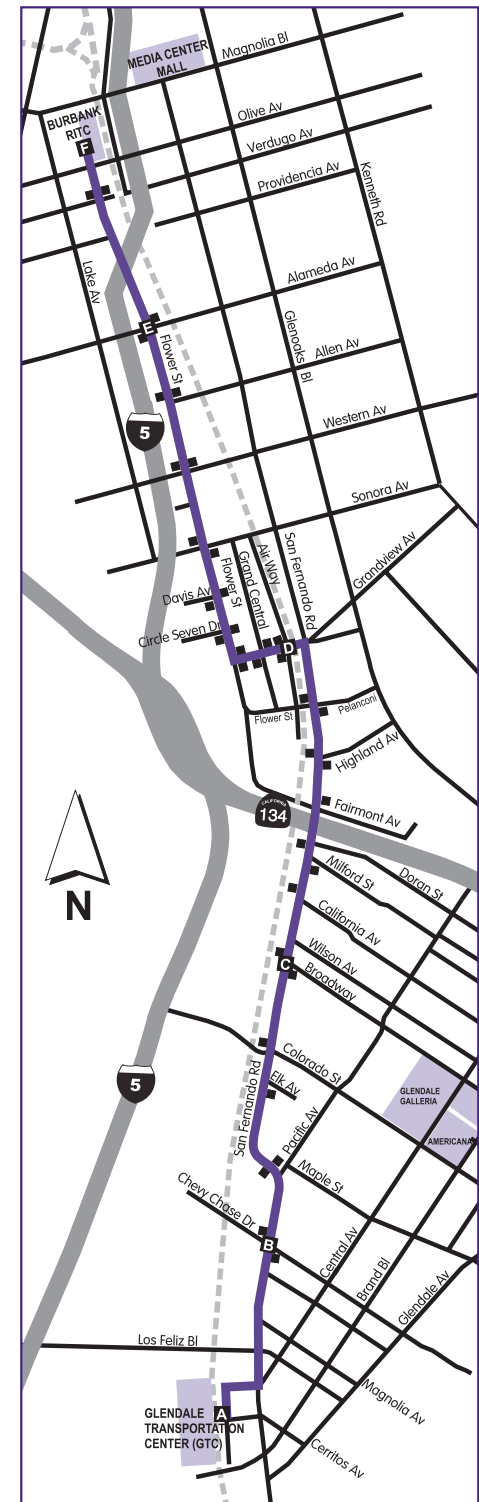 MEDIA CENTER
MALL
Magnolia Bl
BURBANK
RITC
F
Olive Av
Verdugo Av
Providencia Av
Kenneth Rd
Lake Av
Alameda Av
E
Flower St
Glenoaks Bl
Allen Av
5
Western Av
Sonora Av
San Fernando Rd
Air Way
Grand Central
Flower St
Grandview Av
Davis Av
Circle Seven Dr
D
Flower St
Pelanconi
Highland Av
CALIFORNIA
134
Fairmont Av
N
Milford St
Doran St
California Av
Wilson Av
C
Broadway
5
Colorado St
Elk Av
San Fernando Rd
GLENDALE
GALLERIA
AMERICANA
Pacific Av
Maple St
Chevy Chase Dr
B
Central Av
Brand Bl
Glendale Av
Los Feliz Bl
Magnolia Av
A
GLENDALE
TRANSPORTATION
CENTER (GTC)
Cerritos Av